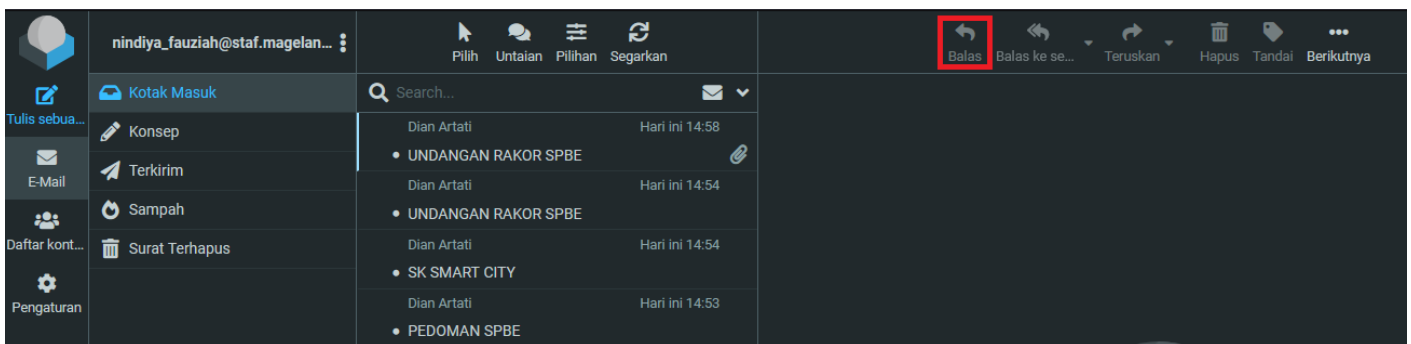 nindiya_fauziah@staf.magelan...
Pilih Untaian Pilihan Segarkan
Balas Balas ke se... Teruskan Hapus Tandai Berikutnya
Tulis sebua...
E-Mail
Daftar kont...
Pengaturan
Kotak Masuk
Konsep
Terkirim
Sampah
Surat Terhapus
Search...
Dian Artati Hari ini 14:58
UNDANGAN RAKOR SPBE
Dian Artati Hari ini 14:54
UNDANGAN RAKOR SPBE
Dian Artati Hari ini 14:54
SK SMART CITY
Dian Artati Hari ini 14:53
PEDOMAN SPBE